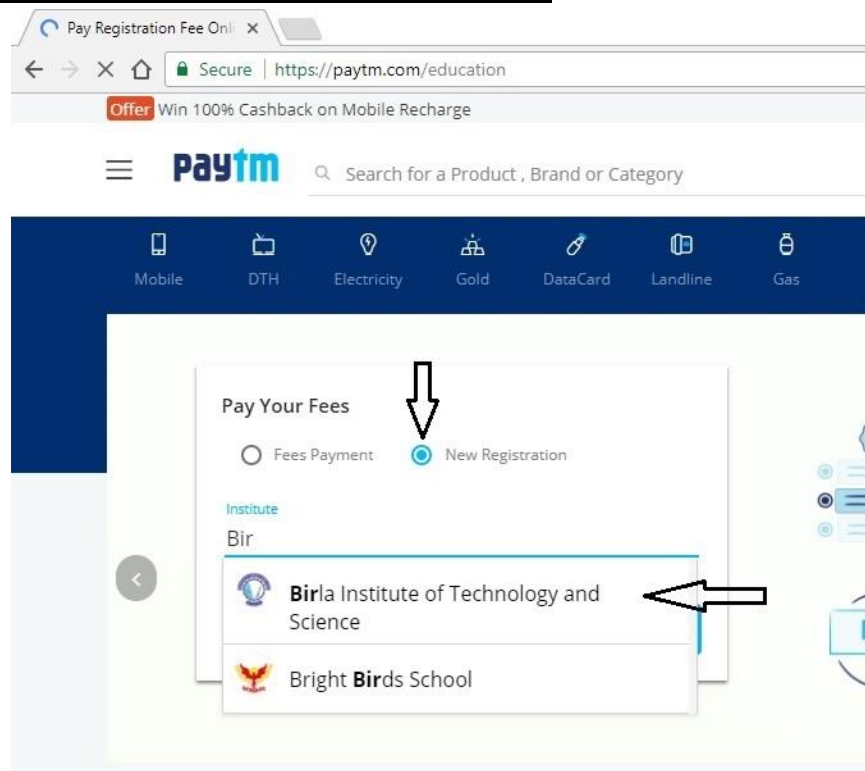 Pay Registration Fee Onli
Secure | https://paytm.com/education
Offer Win 100% Cashback on Mobile Recharge
paytm
Search for a Product , Brand or Category
Mobile DTH Electricity Gold DataCard Landline Gas
Pay Your Fees
Fees Payment New Registration
Institute
Bir
Birla Institute of Technology and
Science
Bright Birds School